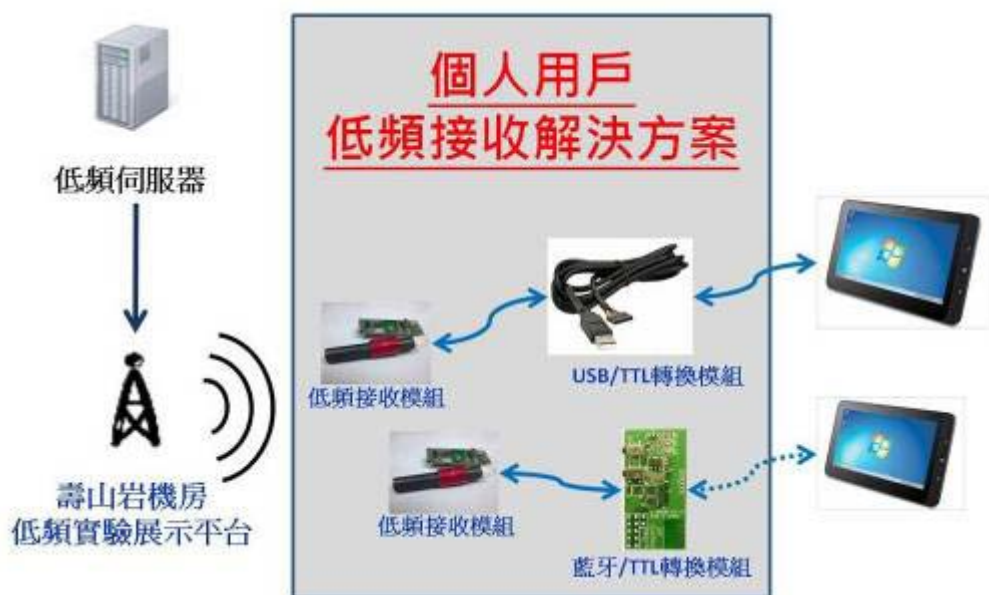 個人用戶
低頻接收解決方案
低頻伺服器
低頻接收模組
USB/TTL轉換模組
低頻接收模組
藍牙/TTL轉換模組
壽山岩機房
低頻實驗展示平台